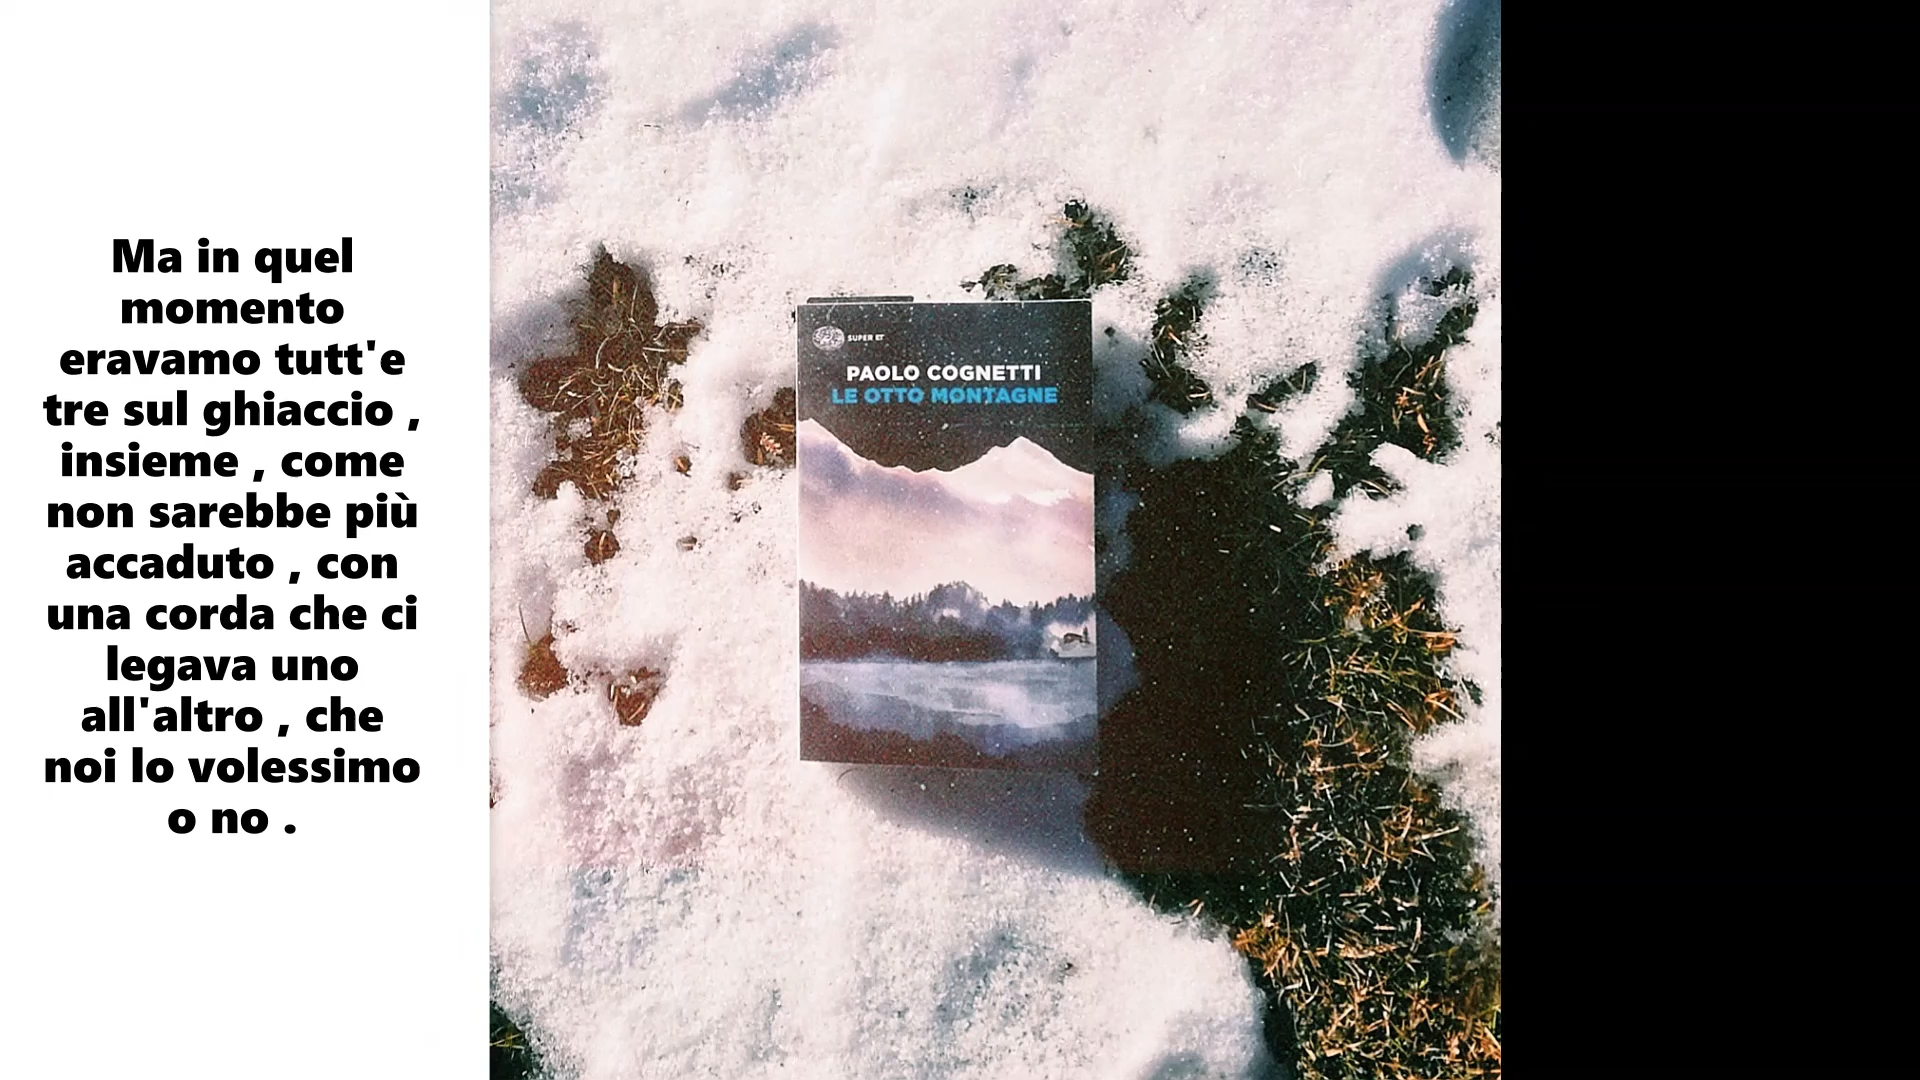 Ma in quel
momento
eravamo tutt'e
tre sul ghiaccio ,
insieme , come
non sarebbe più
accaduto , con
una corda che ci
legava uno
all'altro , che
noi lo volessimo
o no .
SUPER ET
PAOLO COGNETTI
LE OTTO MONTAGNE